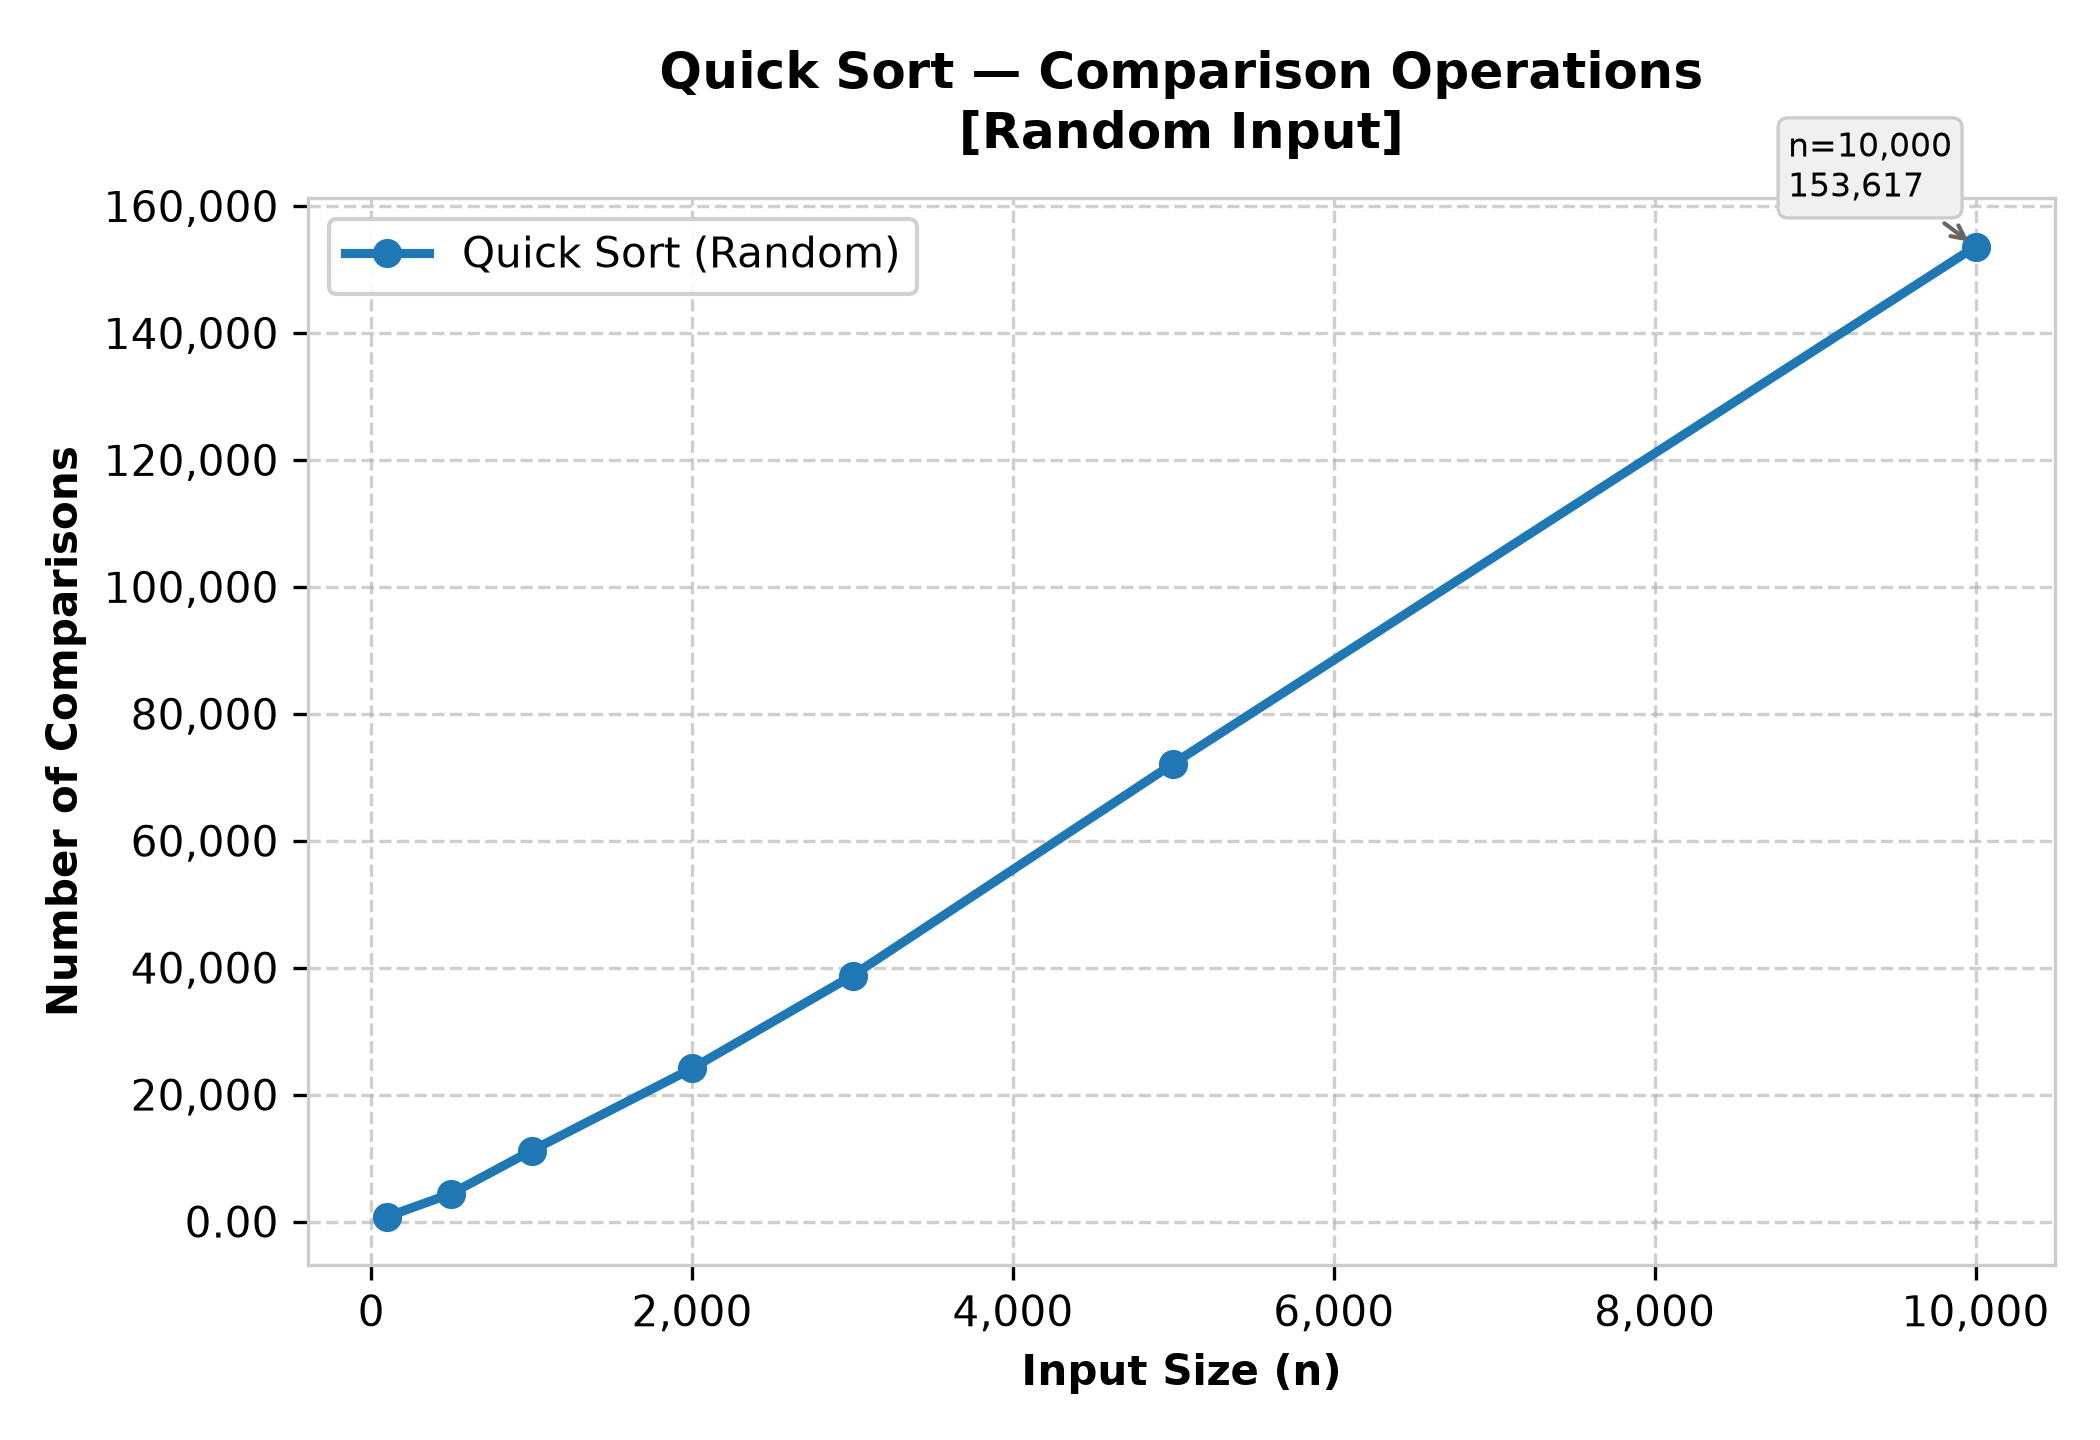 Quick Sort — Comparison Operations
[Random Input]
n=10,000
153,617
Quick Sort (Random)
160,000
140,000
120,000
100,000
80,000
60,000
40,000
20,000
0.00
Number of Comparisons
0
2,000
4,000
6,000
8,000
10,000
Input Size (n)